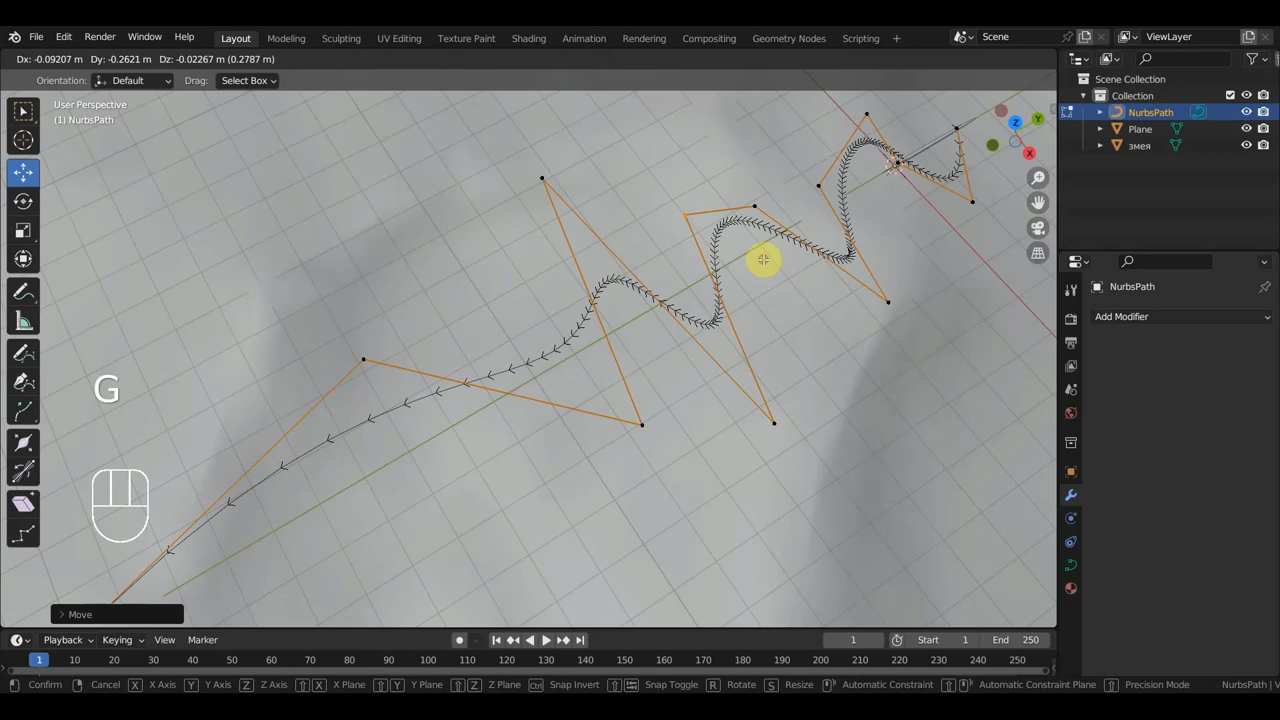 File Edit Render Window Help Layout Modeling Sculpting UV Editing Texture Paint Shading Animation Rendering Compositing Geometry Nodes Scripting + Scene ViewLayer
Dx: -0.09207 m Dy: -0.2621 m Dz: -0.02267 m (0.2787 m)
Orientation: Default Drag: Select Box
Scene Collection
Collection
NurbsPath
Plane
змея
User Perspective
(1) NurbsPath
Z
Y
X
NurbsPath
Add Modifier
G
Move
Playback Keying View Marker 1 Start 1 End 250
1 10 20 30 40 50 60 70 80 90 100 110 120 130 140 150 160 170 180 190 200 210 220 230 240 250
Confirm Cancel X X Axis Y Y Axis Z Z Axis X X Plane Y Y Plane Z Z Plane Ctrl Snap Invert Snap Toggle R Rotate S Resize Automatic Constraint Automatic Constraint Plane Precision Mode NurbsPath | V